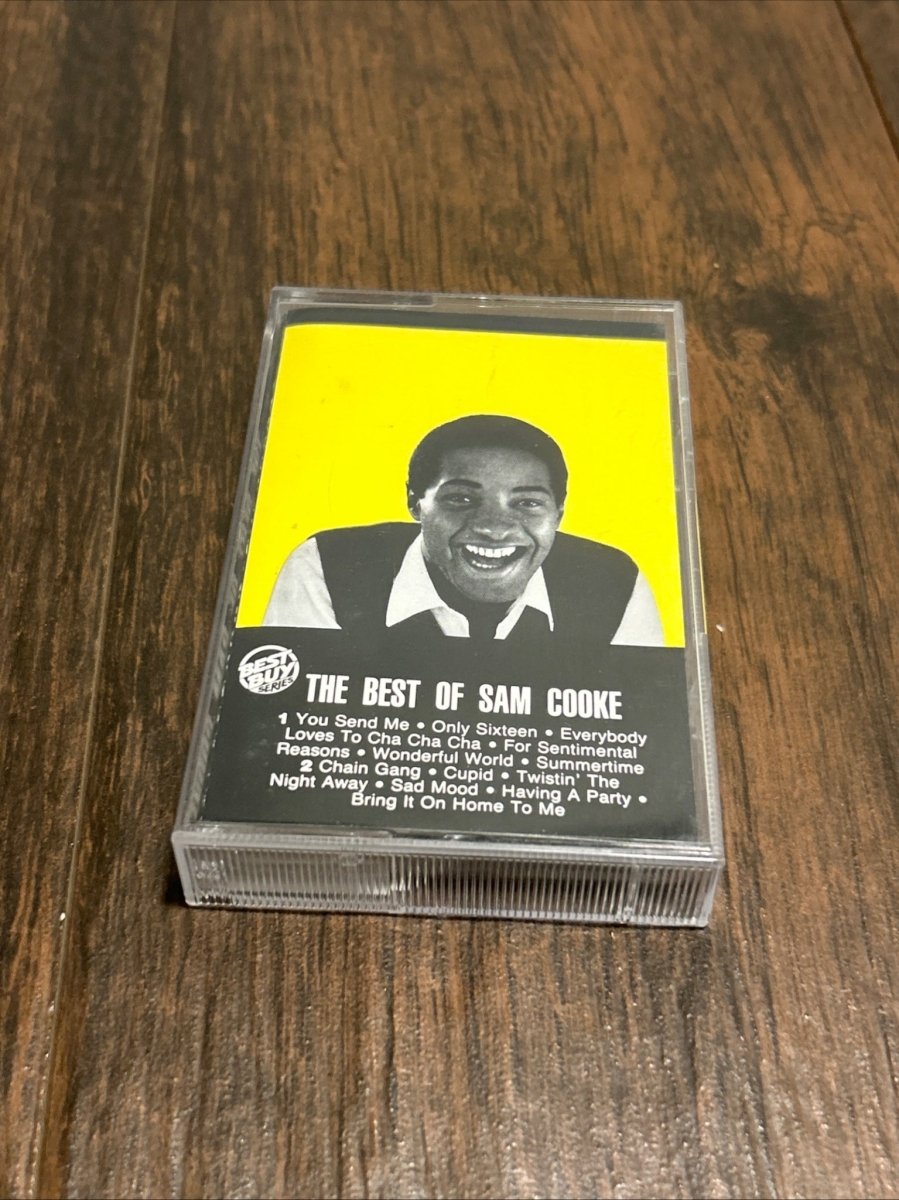 BEST
BUY
SERIES
THE BEST OF SAM COOKE
1 You Send Me • Only Sixteen • Everybody
Loves To Cha Cha Cha • For Sentimental
Reasons • Wonderful World • Summertime
2 Chain Gang • Cupid • Twistin' The
Night Away • Sad Mood • Having A Party •
Bring It On Home To Me